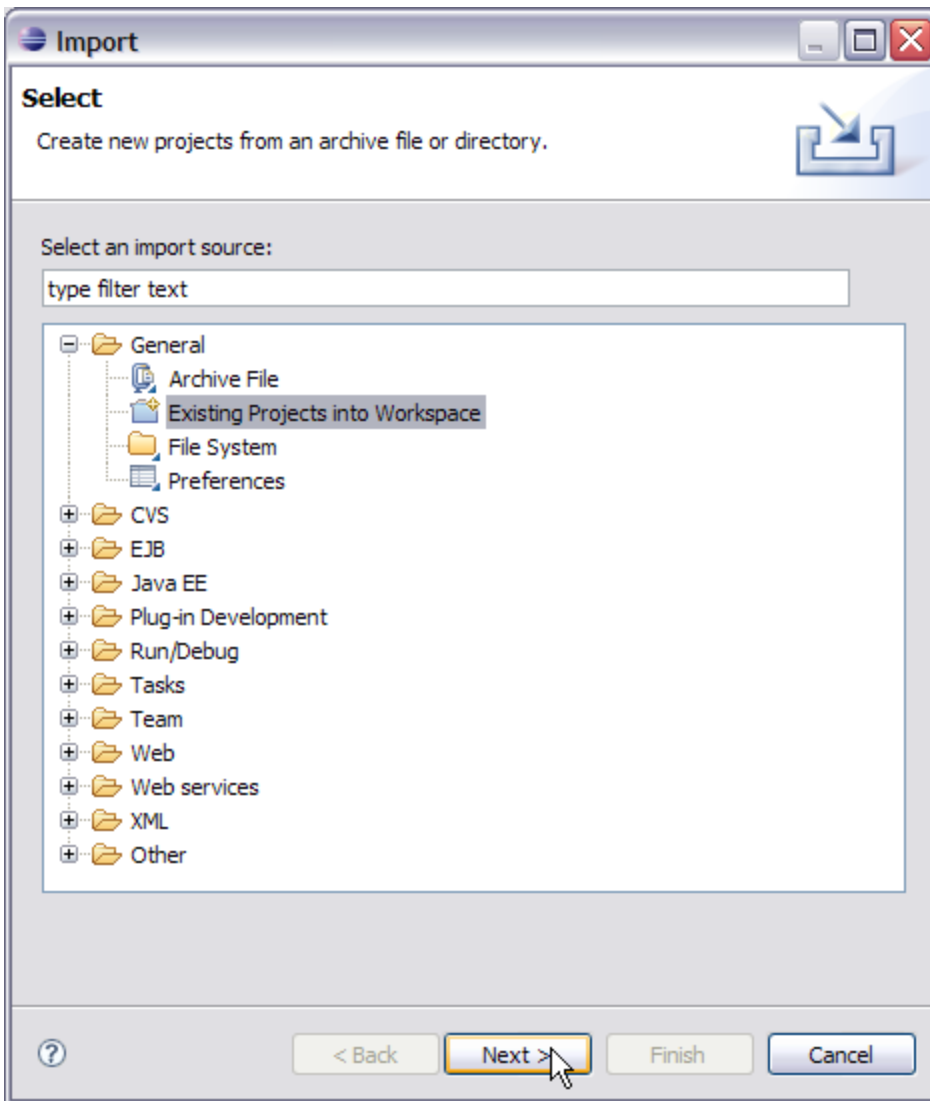 Import
Select
Create new projects from an archive file or directory.
Select an import source:
type filter text
General
Archive File
Existing Projects into Workspace
File System
Preferences
CVS
EJB
Java EE
Plug-in Development
Run/Debug
Tasks
Team
Web
Web services
XML
Other
? < Back Next > Finish Cancel